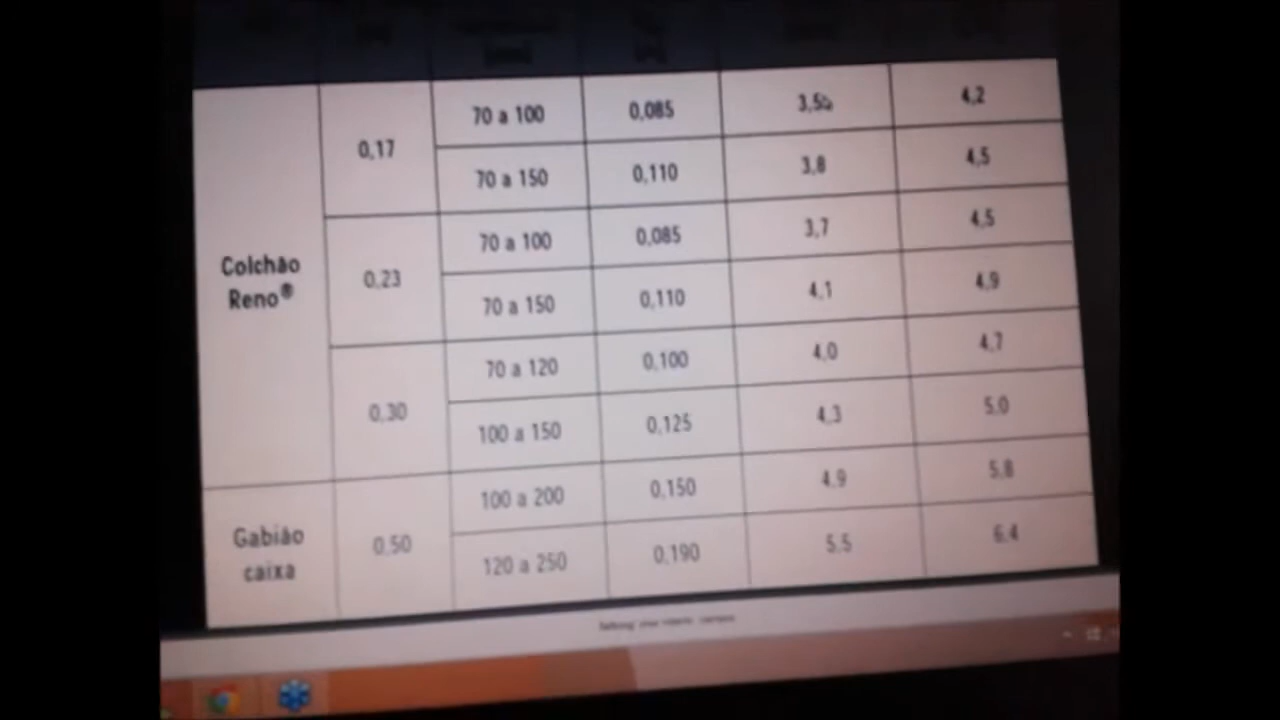 70 a 100 0,085 3,5 4,2
0,17
70 a 150 0,110 3,8 4,5
70 a 100 0,085 3,7 4,5
Colchão
Reno®
0,23
70 a 150 0,110 4,1 4,9
70 a 120 0,100 4,0 4,7
0,30
100 a 150 0,125 4,3 5,0
100 a 200 0,150 4,9 5,8
Gabião
caixa
0,50
120 a 250 0,190 5,5 6,4